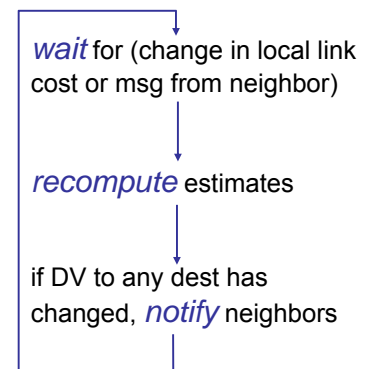 wait for (change in local link
cost or msg from neighbor)
recompute estimates
if DV to any dest has
changed, notify neighbors